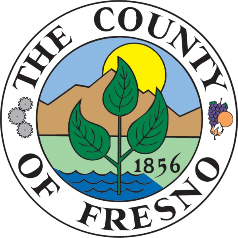 THE COUNTY
1856
OF FRESNO